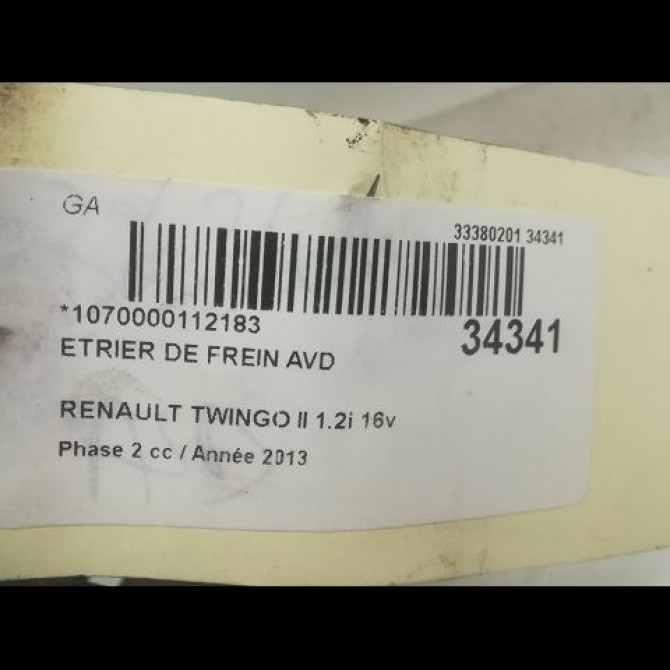 GA
33380201 34341
*1070000112183
34341
ETRIER DE FREIN AVD
RENAULT TWINGO II 1.2i 16v
Phase 2 cc / Année 2013